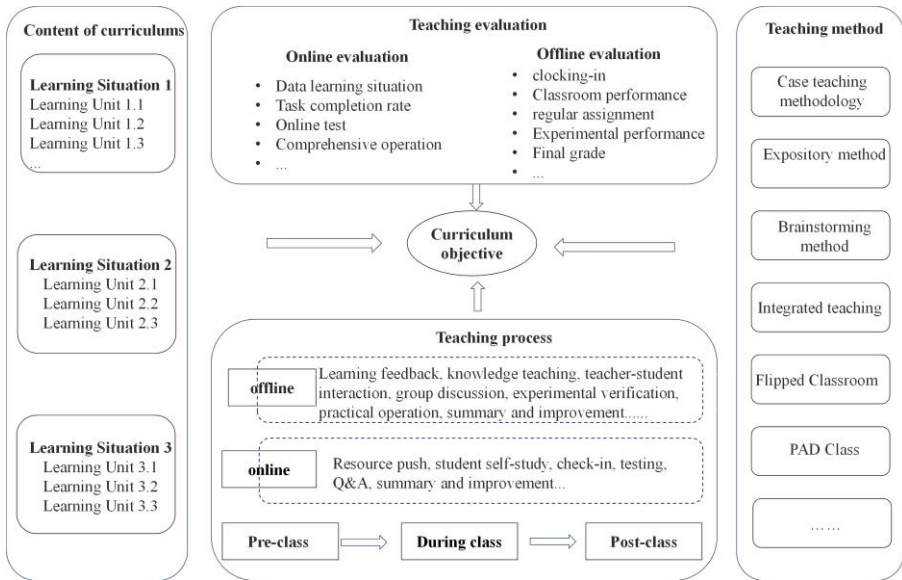 Content of curriculums
Learning Situation 1
Learning Unit 1.1
Learning Unit 1.2
Learning Unit 1.3
...
Learning Situation 2
Learning Unit 2.1
Learning Unit 2.2
Learning Unit 2.3
Learning Situation 3
Learning Unit 3.1
Learning Unit 3.2
Learning Unit 3.3
Teaching evaluation
Online evaluation
• Data learning situation
• Task completion rate
• Online test
• Comprehensive operation
• ...
Offline evaluation
• clocking-in
• Classroom performance
• regular assignment
• Experimental performance
• Final grade
• ...
Curriculum
objective
Teaching process
offline
Learning feedback, knowledge teaching, teacher-student
interaction, group discussion, experimental verification,
practical operation, summary and improvement......
online
Resource push, student self-study, check-in, testing,
Q&A, summary and improvement...
Pre-class
During class
Post-class
Teaching method
Case teaching
methodology
Expository method
Brainstorming
method
Integrated teaching
Flipped Classroom
PAD Class
......